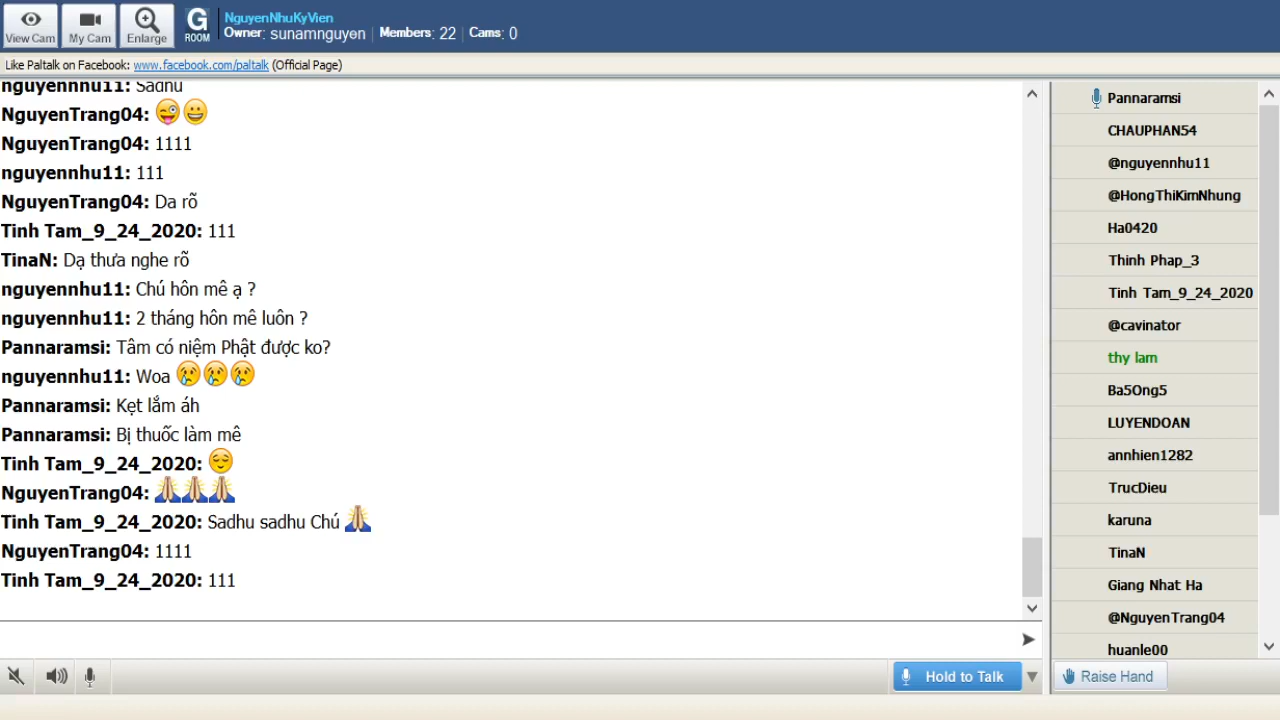 View Cam
My Cam
Enlarge
G
ROOM
NguyenNhuKyVien
Owner: sunamnguyen | Members: 22 | Cams: 0
Like Paltalk on Facebook: www.facebook.com/paltalk (Official Page)
nguyennhu11: Sadhu
NguyenTrang04:
NguyenTrang04: 1111
nguyennhu11: 111
NguyenTrang04: Da rõ
Tinh Tam_9_24_2020: 111
TinaN: Dạ thưa nghe rõ
nguyennhu11: Chú hôn mê ạ ?
nguyennhu11: 2 tháng hôn mê luôn ?
Pannaramsi: Tâm có niệm Phật được ko?
nguyennhu11: Woa
Pannaramsi: Kẹt lắm áh
Pannaramsi: Bị thuốc làm mê
Tinh Tam_9_24_2020:
NguyenTrang04:
Tinh Tam_9_24_2020: Sadhu sadhu Chú
NguyenTrang04: 1111
Tinh Tam_9_24_2020: 111
Pannaramsi
CHAUPHAN54
@nguyennhu11
@HongThiKimNhung
Ha0420
Thinh Phap_3
Tinh Tam_9_24_2020
@cavinator
thy lam
Ba5Ong5
LUYENDOAN
annhien1282
TrucDieu
karuna
TinaN
Giang Nhat Ha
@NguyenTrang04
huanle00
Hold to Talk
Raise Hand